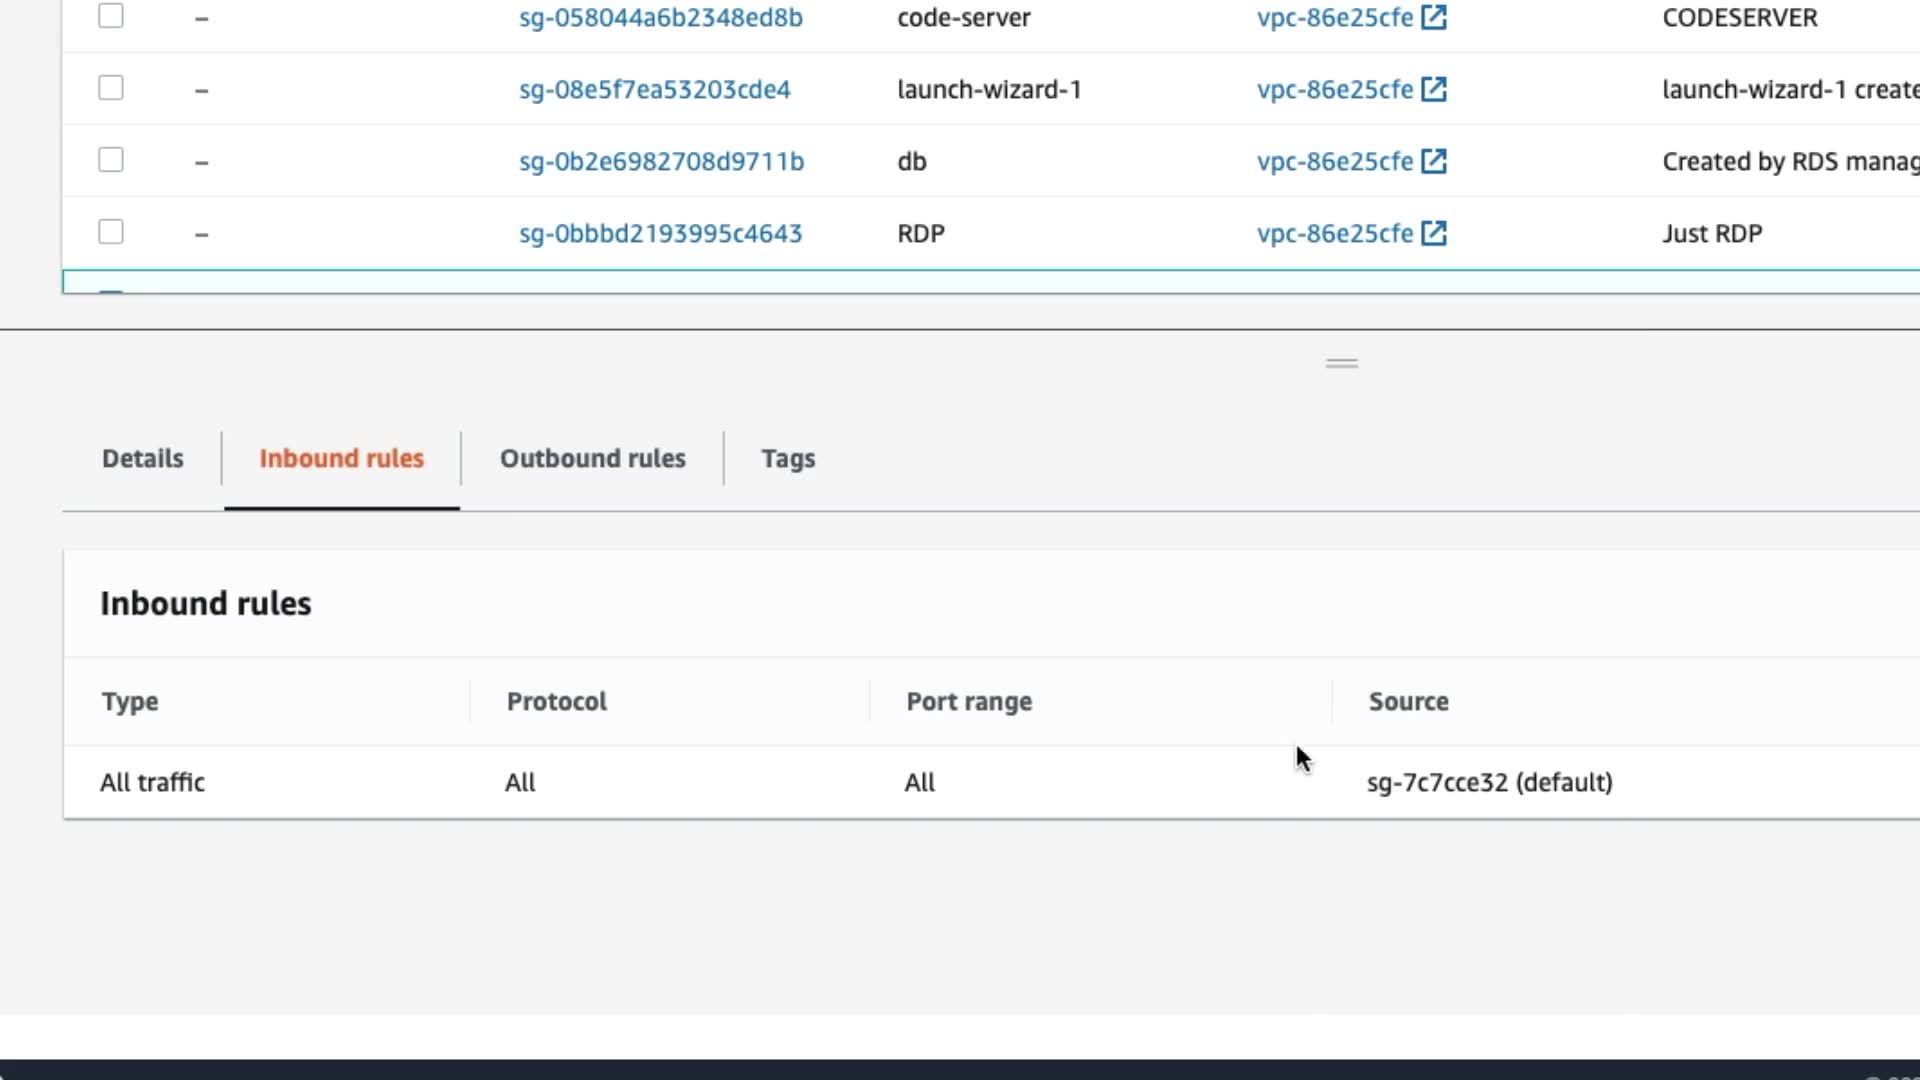 – sg-058044a6b2348ed8b code-server vpc-86e25cfe CODESERVER
– sg-08e5f7ea53203cde4 launch-wizard-1 vpc-86e25cfe launch-wizard-1 create
– sg-0b2e6982708d9711b db vpc-86e25cfe Created by RDS manag
– sg-0bbbd2193995c4643 RDP vpc-86e25cfe Just RDP
Details Inbound rules Outbound rules Tags
Inbound rules
Type Protocol Port range Source
All traffic All All sg-7c7cce32 (default)